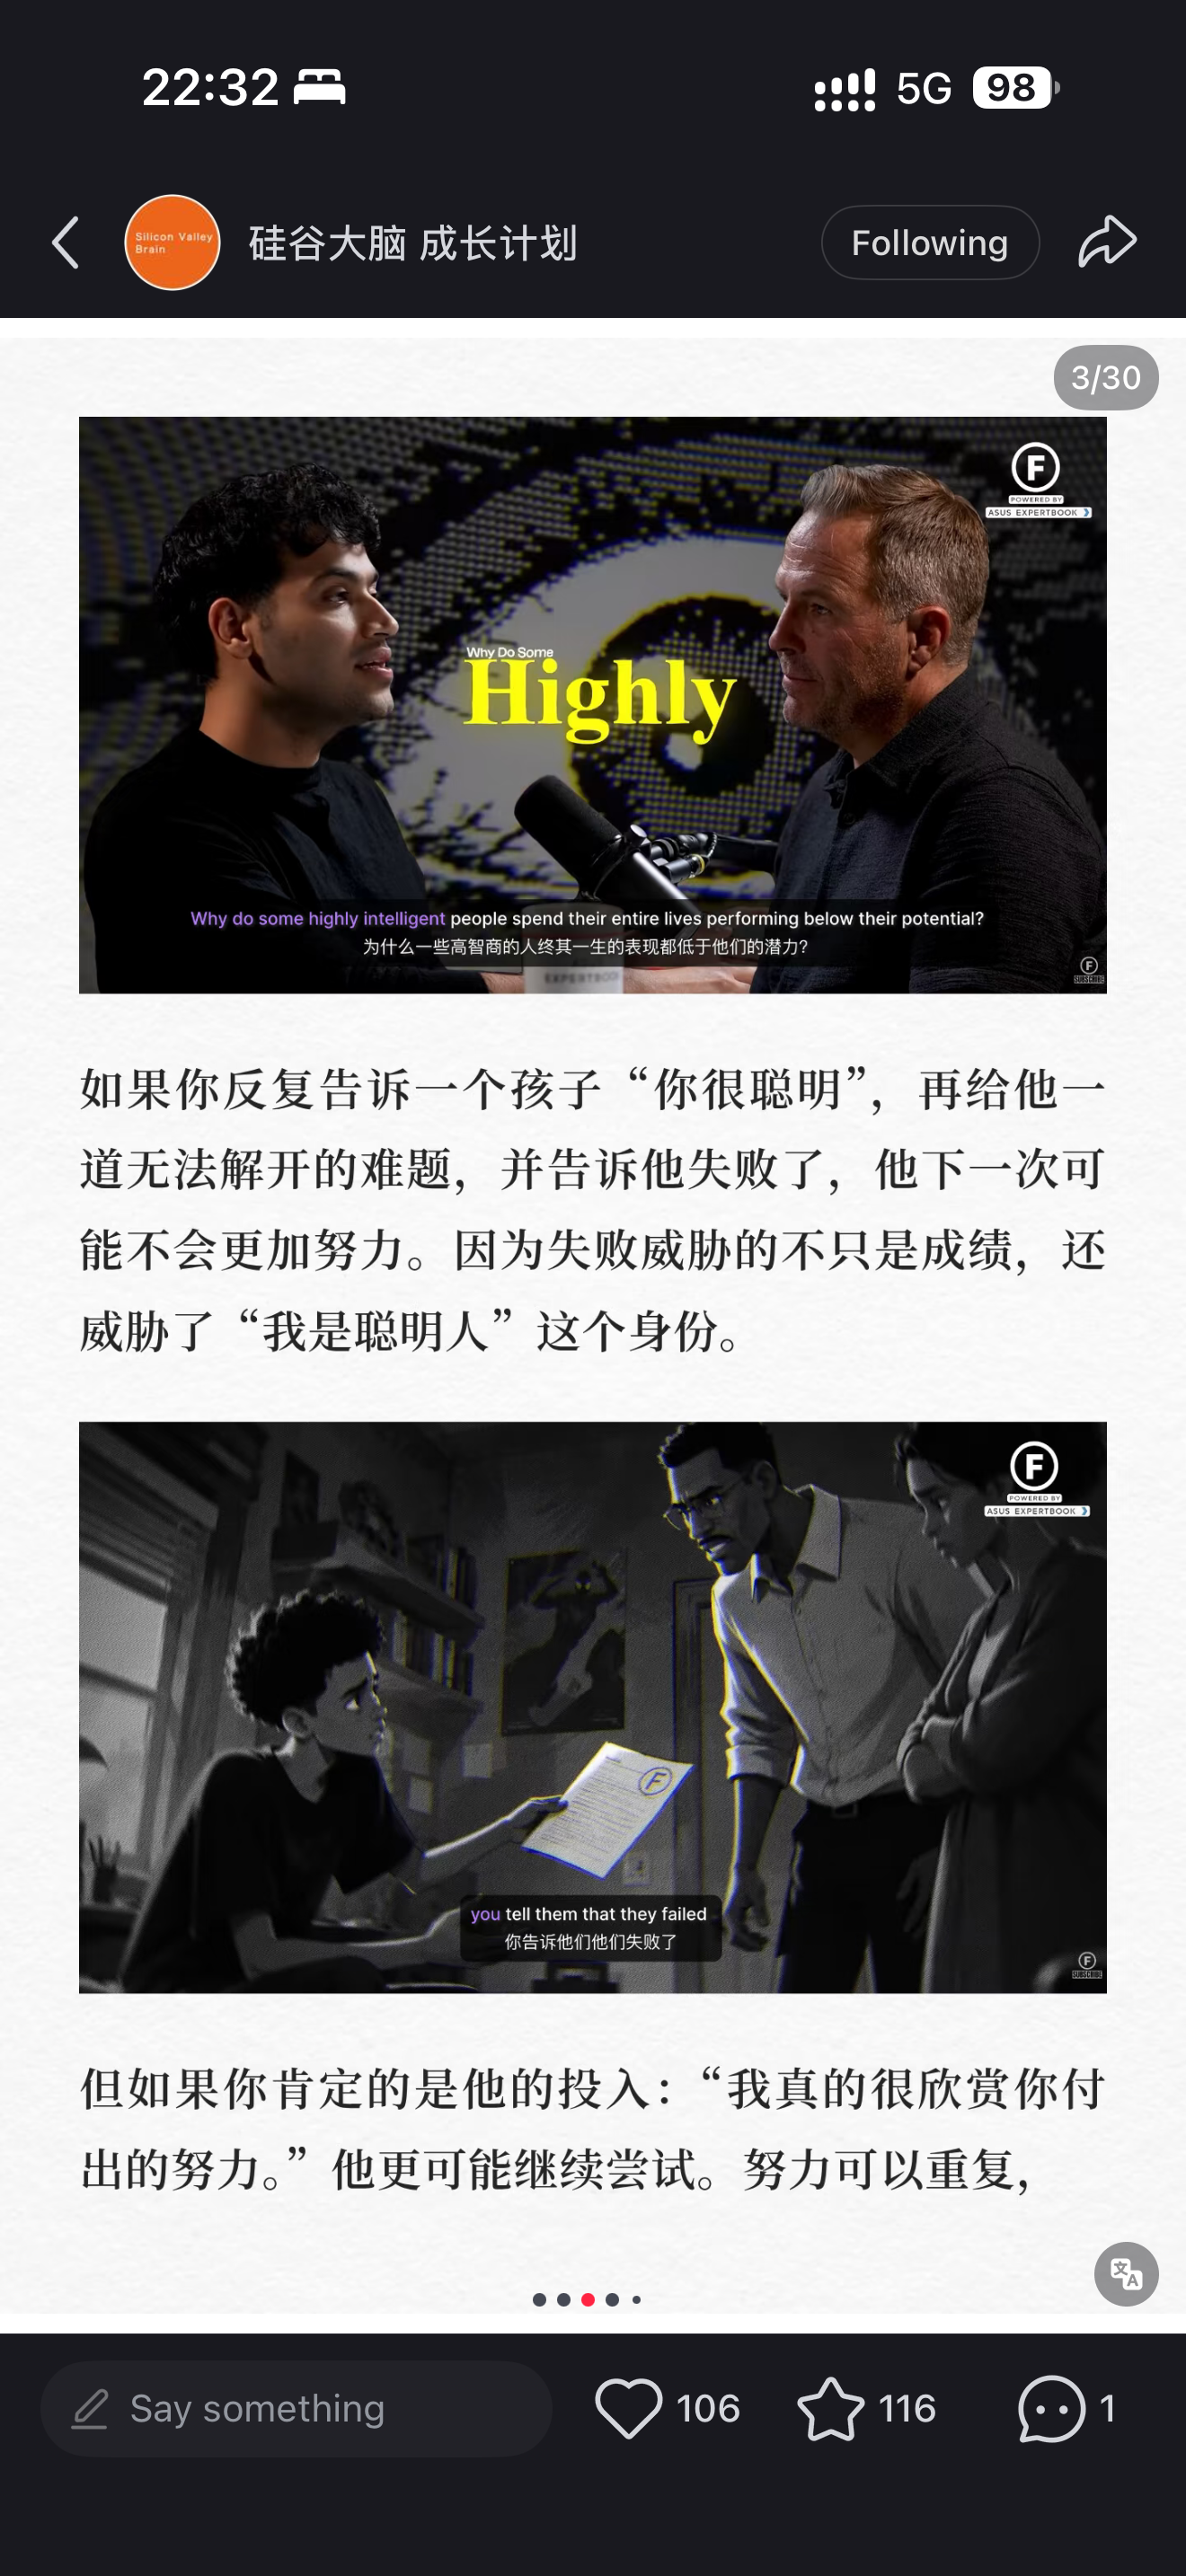 22:32
5G
98
Silicon Valley
Brain
硅谷大脑 成长计划
Following
3/30
F
POWERED BY
ASUS EXPERTBOOK
Why Do Some
Highly
Why do some highly intelligent people spend their entire lives performing below their potential?
为什么一些高智商的人终其一生的表现都低于他们的潜力?
EXPERTBOOK
F
SUBSCRIBE
如果你反复告诉一个孩子“你很聪明”，再给他一
道无法解开的难题，并告诉他失败了，他下一次可
能不会更加努力。因为失败威胁的不只是成绩，还
威胁了“我是聪明人”这个身份。
F
POWERED BY
ASUS EXPERTBOOK
F
you tell them that they failed
你告诉他们他们失败了
F
SUBSCRIBE
但如果你肯定的是他的投入：“我真的很欣赏你付
出的努力。”他更可能继续尝试。努力可以重复，
文A
Say something
106
116
1